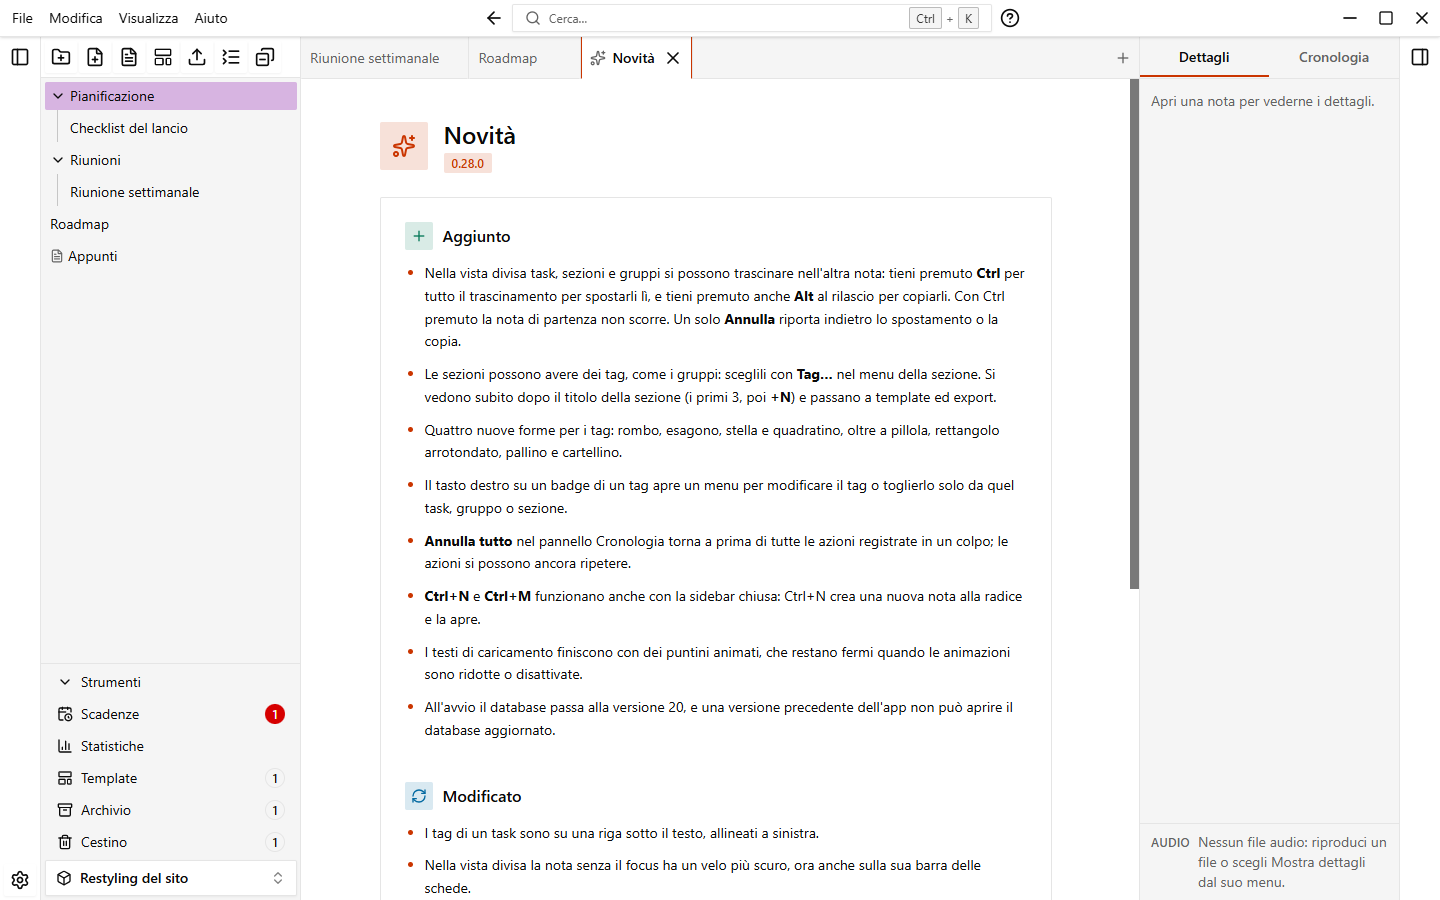 File Modifica Visualizza Aiuto
Cerca...
Ctrl + K
Riunione settimanale
Roadmap
Novità
Dettagli
Cronologia
Pianificazione
Checklist del lancio
Riunioni
Riunione settimanale
Roadmap
Appunti
Strumenti
Scadenze 1
Statistiche
Template 1
Archivio 1
Cestino 1
Restyling del sito
Novità
0.28.0
Aggiunto
Nella vista divisa task, sezioni e gruppi si possono trascinare nell'altra nota: tieni premuto Ctrl per
tutto il trascinamento per spostarli lì, e tieni premuto anche Alt al rilascio per copiarli. Con Ctrl
premuto la nota di partenza non scorre. Un solo Annulla riporta indietro lo spostamento o la
copia.
Le sezioni possono avere dei tag, come i gruppi: sceglili con Tag... nel menu della sezione. Si
vedono subito dopo il titolo della sezione (i primi 3, poi +N) e passano a template ed export.
Quattro nuove forme per i tag: rombo, esagono, stella e quadratino, oltre a pillola, rettangolo
arrotondato, pallino e cartellino.
Il tasto destro su un badge di un tag apre un menu per modificare il tag o toglierlo solo da quel
task, gruppo o sezione.
Annulla tutto nel pannello Cronologia torna a prima di tutte le azioni registrate in un colpo; le
azioni si possono ancora ripetere.
Ctrl+N e Ctrl+M funzionano anche con la sidebar chiusa: Ctrl+N crea una nuova nota alla radice
e la apre.
I testi di caricamento finiscono con dei puntini animati, che restano fermi quando le animazioni
sono ridotte o disattivate.
All'avvio il database passa alla versione 20, e una versione precedente dell'app non può aprire il
database aggiornato.
Modificato
I tag di un task sono su una riga sotto il testo, allineati a sinistra.
Nella vista divisa la nota senza il focus ha un velo più scuro, ora anche sulla sua barra delle
schede.
Apri una nota per vederne i dettagli.
AUDIO Nessun file audio: riproduci un
file o scegli Mostra dettagli
dal suo menu.